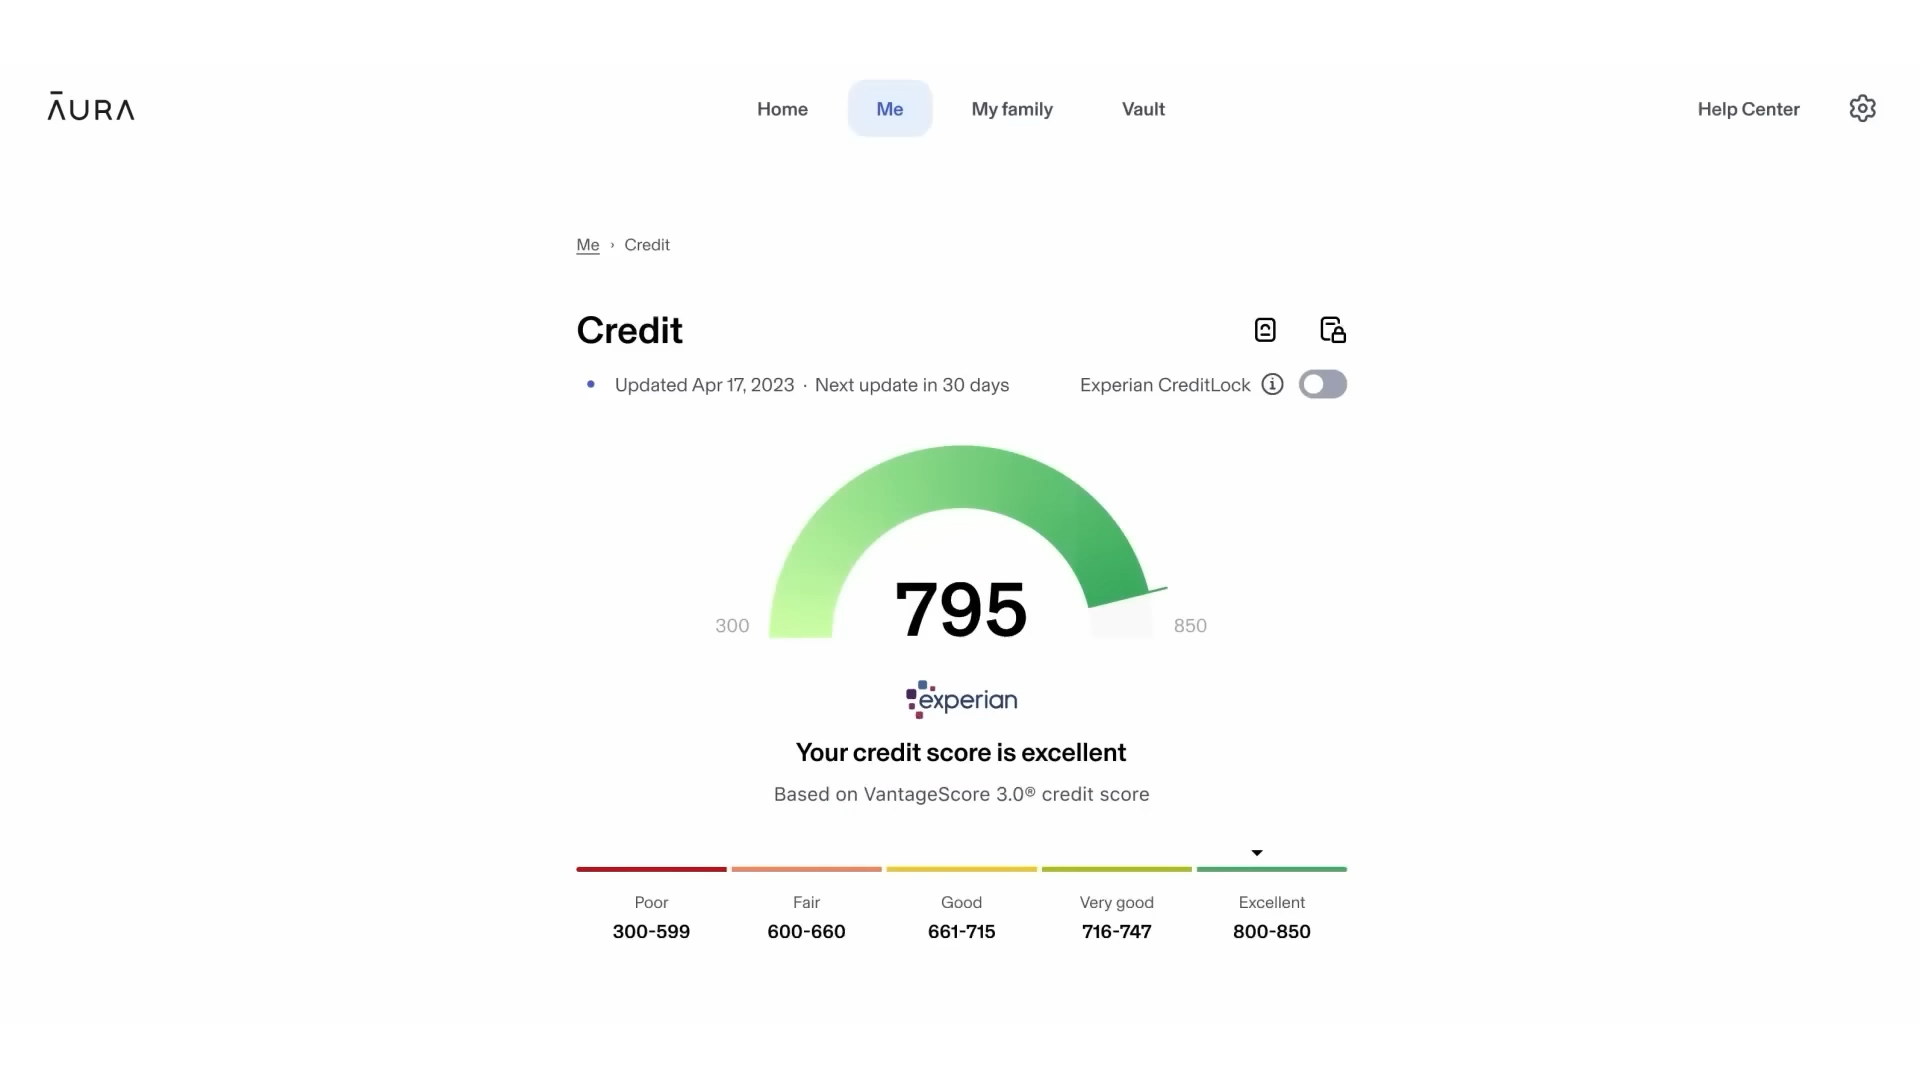 ĀURA
Home
Me
My family
Vault
Help Center
Me › Credit
Credit
Updated Apr 17, 2023 · Next update in 30 days
Experian CreditLock
300
795
850
experian
Your credit score is excellent
Based on VantageScore 3.0® credit score
Poor
Fair
Good
Very good
Excellent
300-599
600-660
661-715
716-747
800-850